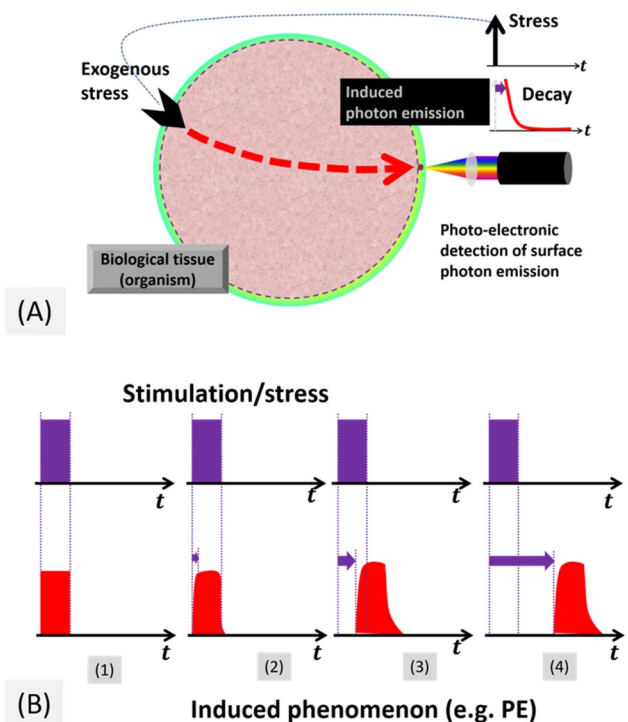 Stress
t
Exogenous
stress
Induced
photon emission
Decay
t
Biological tissue
(organism)
Photo-electronic
detection of surface
photon emission
(A)
Stimulation/stress
t
t
t
t
t
t
t
t
(1)
(2)
(3)
(4)
(B)
Induced phenomenon (e.g. PE)